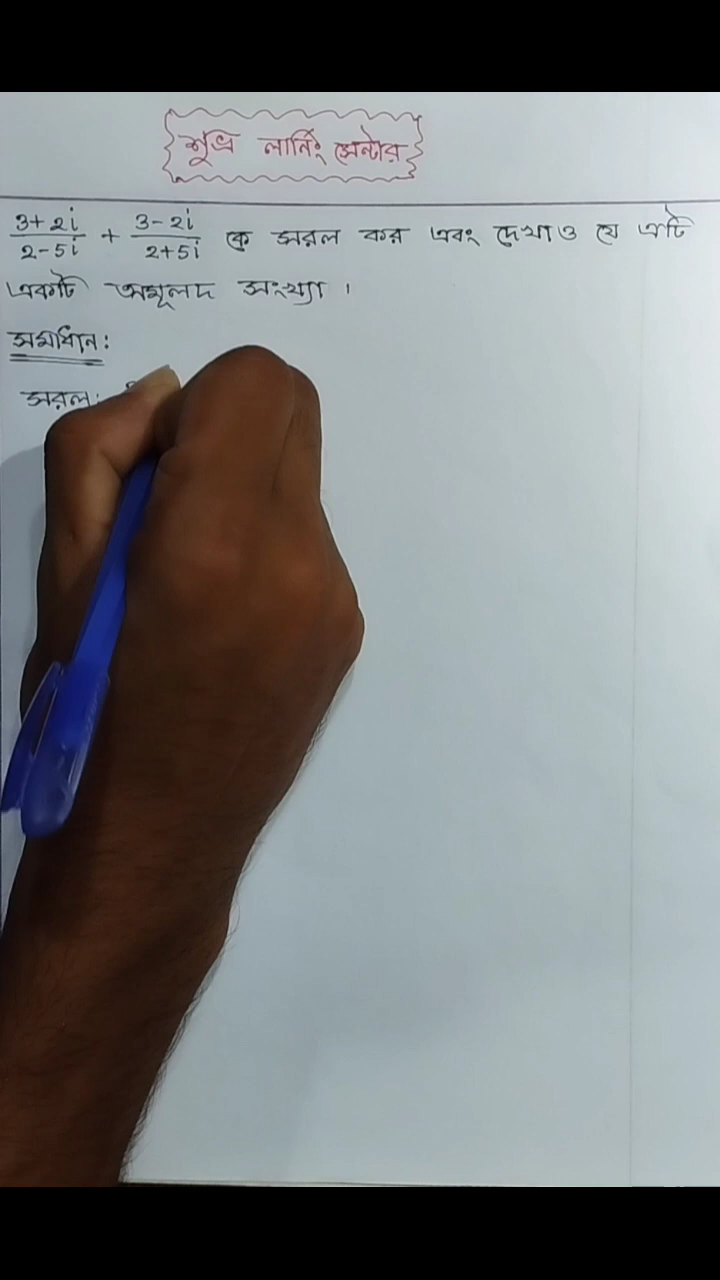 শুভ্র লার্নিং সেন্টার
3+2i/2-5i + 3-2i/2+5i কে সরল কর এবং দেখাও যে এটি
একটি অমূলদ সংখ্যা।
সমাধান:
সরল: